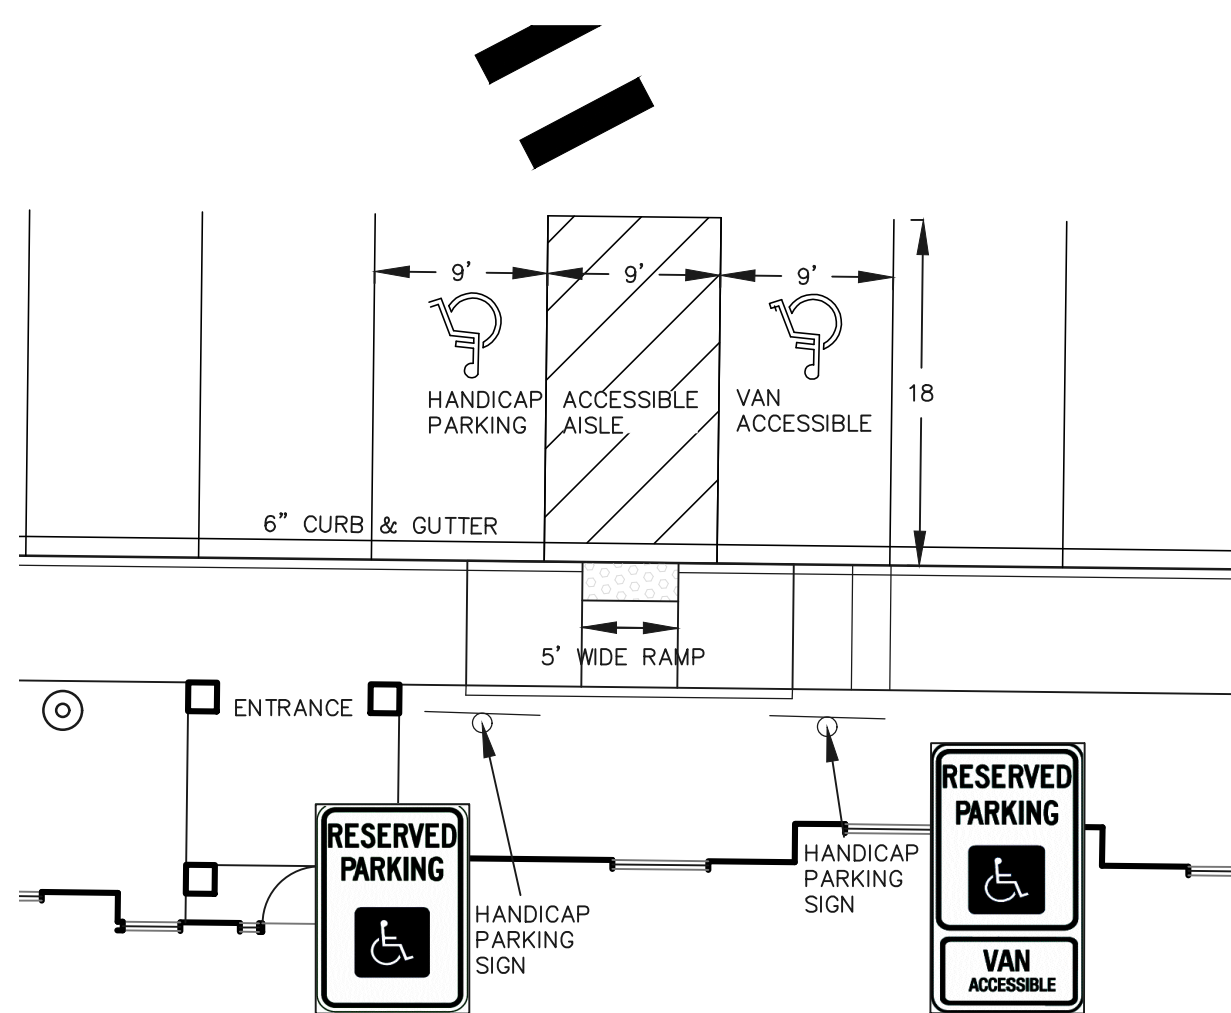 9’ 9’ 9’
HANDICAP
PARKING
ACCESSIBLE
AISLE
VAN
ACCESSIBLE
18
6” CURB & GUTTER
5’ WIDE RAMP
ENTRANCE
RESERVED
PARKING
HANDICAP
PARKING
SIGN
HANDICAP
PARKING
SIGN
RESERVED
PARKING
VAN
ACCESSIBLE